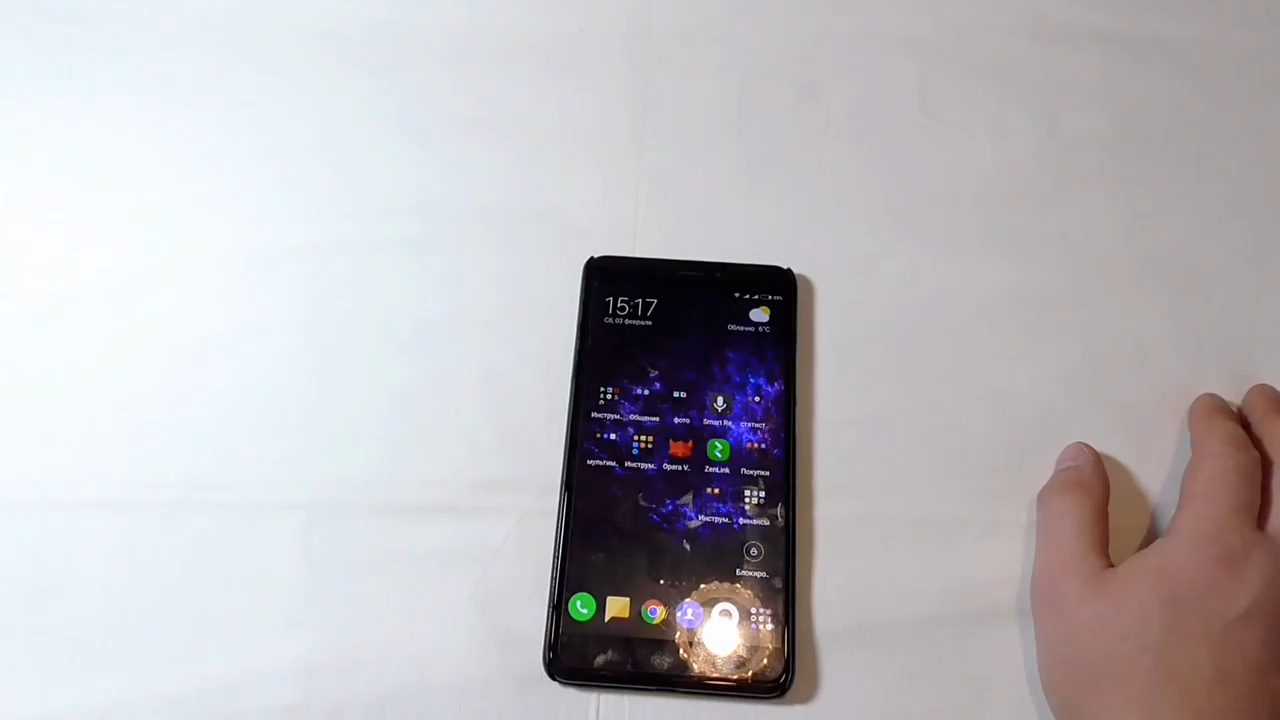 15:17
Сб, 03 февраля
23%
Облачно 6°C
Инструм.. Общение фото Smart Re.. статист..
мультим.. Инструм.. Opera V.. ZenLink Покупки
Инструм.. финансы
Блокиро..